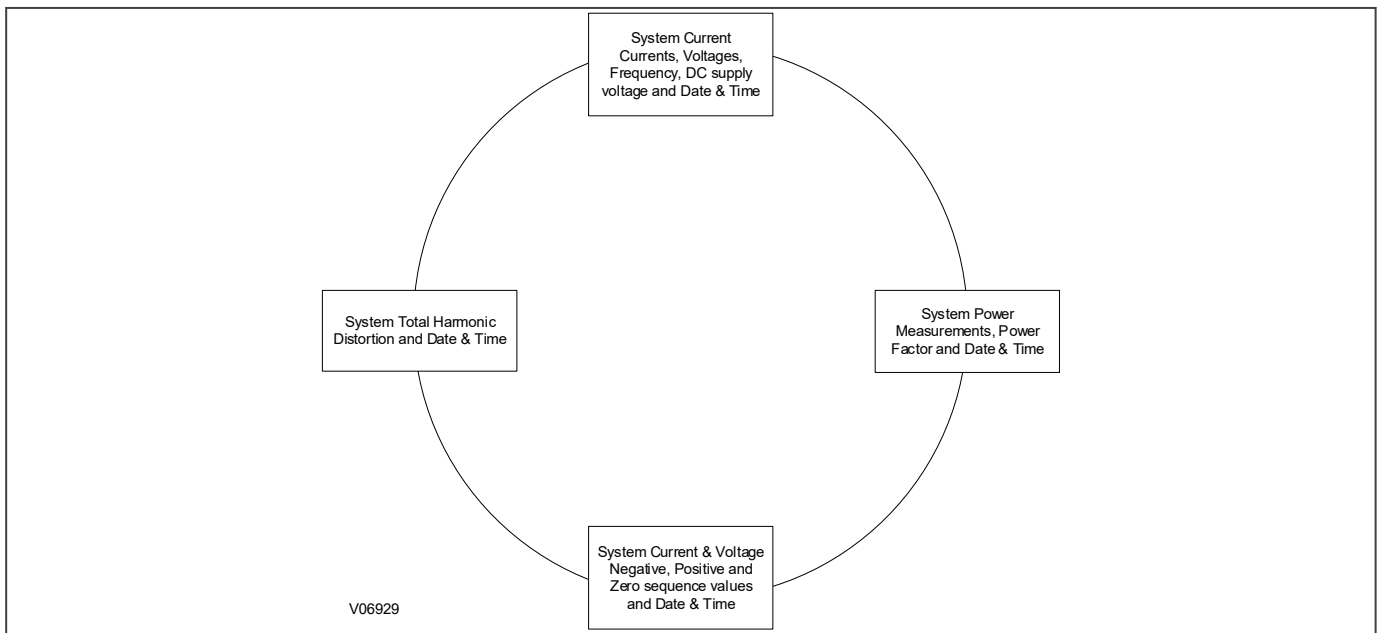 System Current
Currents, Voltages,
Frequency, DC supply
voltage and Date & Time
System Total Harmonic
Distortion and Date & Time
System Power
Measurements, Power
Factor and Date & Time
System Current & Voltage
Negative, Positive and
Zero sequence values
and Date & Time
V06929